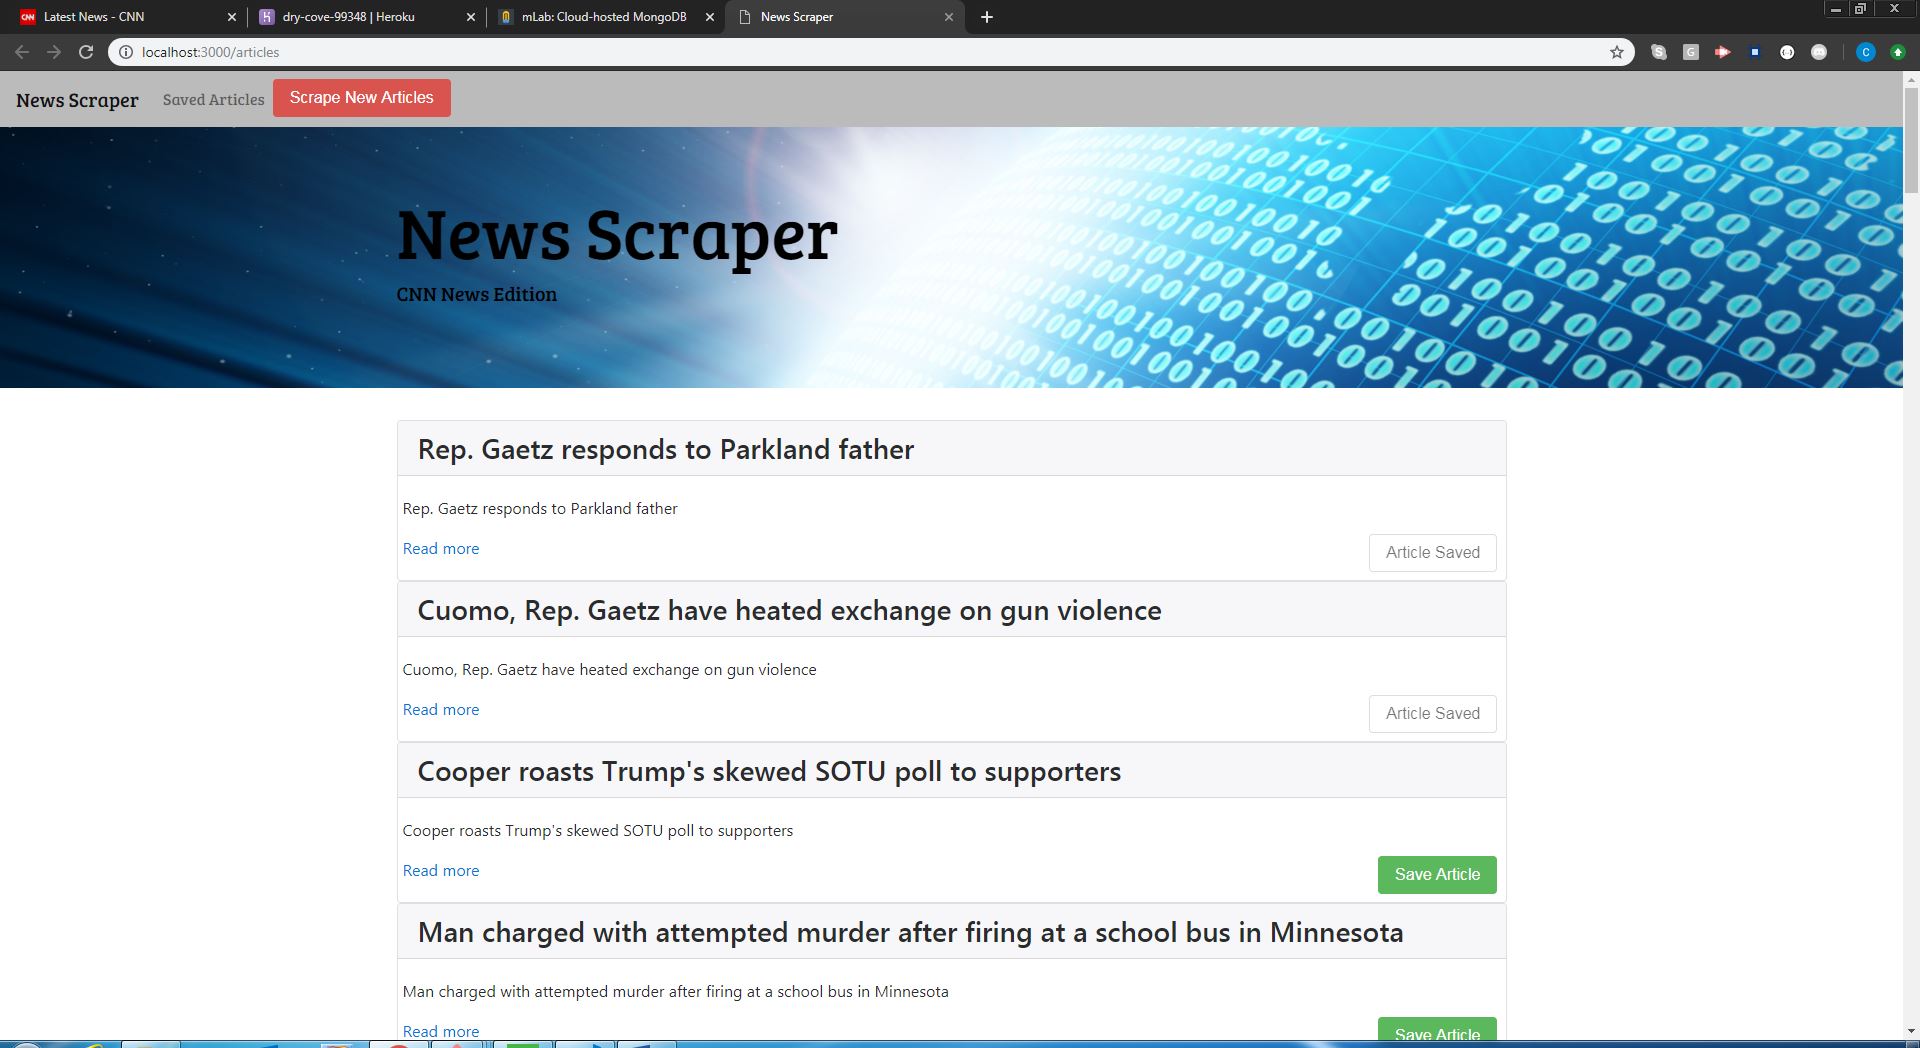 Latest News - CNN
dry-cove-99348 | Heroku
mLab: Cloud-hosted MongoDB
News Scraper
localhost:3000/articles
News Scraper Saved Articles Scrape New Articles
News Scraper
CNN News Edition
Rep. Gaetz responds to Parkland father
Rep. Gaetz responds to Parkland father
Read more
Article Saved
Cuomo, Rep. Gaetz have heated exchange on gun violence
Cuomo, Rep. Gaetz have heated exchange on gun violence
Read more
Article Saved
Cooper roasts Trump's skewed SOTU poll to supporters
Cooper roasts Trump's skewed SOTU poll to supporters
Read more
Save Article
Man charged with attempted murder after firing at a school bus in Minnesota
Man charged with attempted murder after firing at a school bus in Minnesota
Read more
Save Article